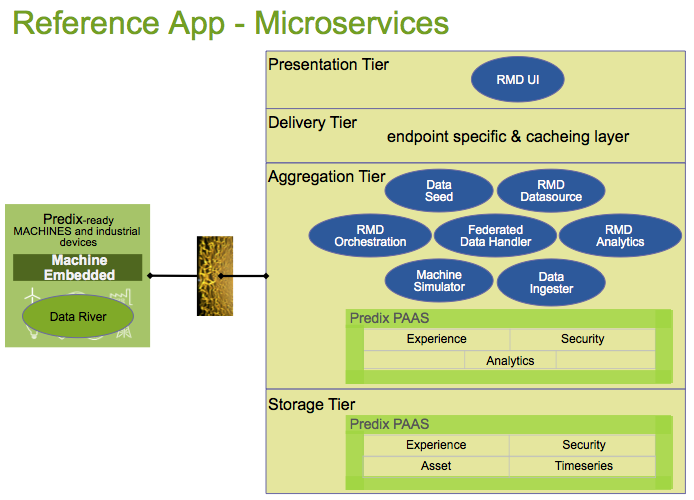 Reference App - Microservices
Presentation Tier
RMD UI
Delivery Tier
endpoint specific & cacheing layer
Aggregation Tier
Data
Seed
RMD
Datasource
RMD
Orchestration
Federated
Data Handler
RMD
Analytics
Machine
Simulator
Data
Ingester
Predix PAAS
Experience
Security
Analytics
Storage Tier
Predix PAAS
Experience
Security
Asset
Timeseries
Predix-ready
MACHINES and industrial
devices
Machine
Embedded
Data River